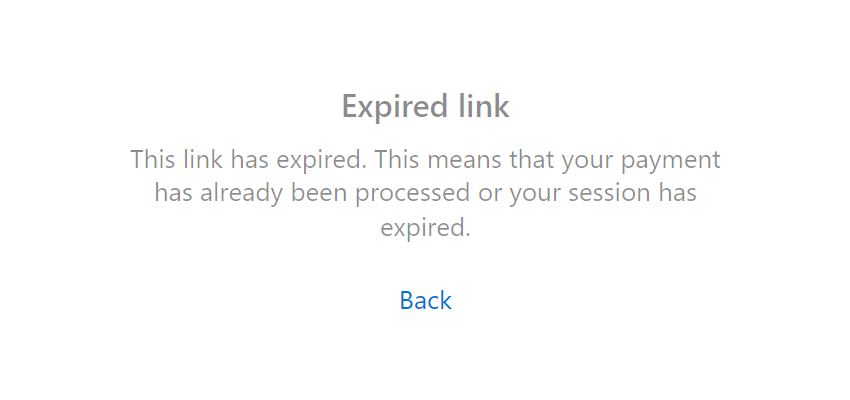 Expired link
This link has expired. This means that your payment
has already been processed or your session has
expired.
Back